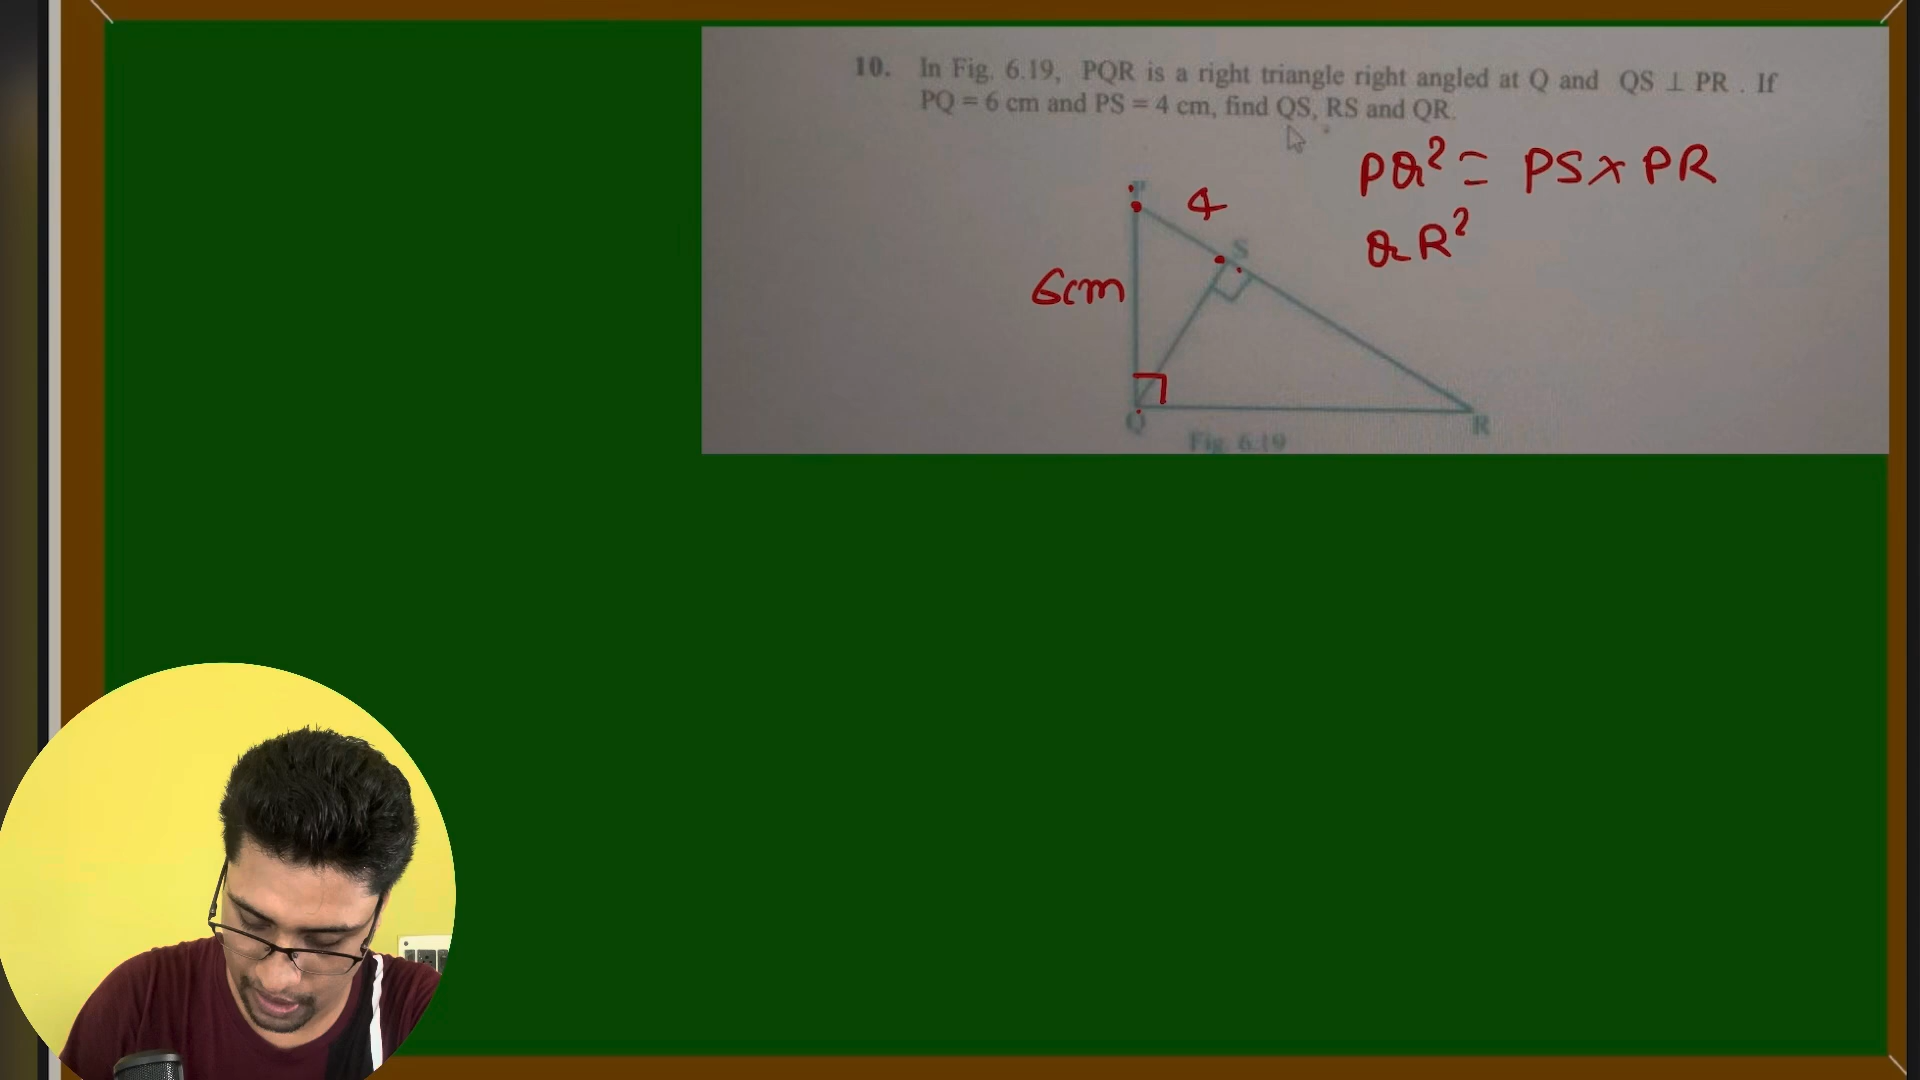 10. In Fig. 6.19, PQR is a right triangle right angled at Q and QS ⊥ PR . If
PQ = 6 cm and PS = 4 cm, find QS, RS and QR.
PQ² = PS × PR
QR²
P
4
S
6cm
Q
R
Fig. 6.19